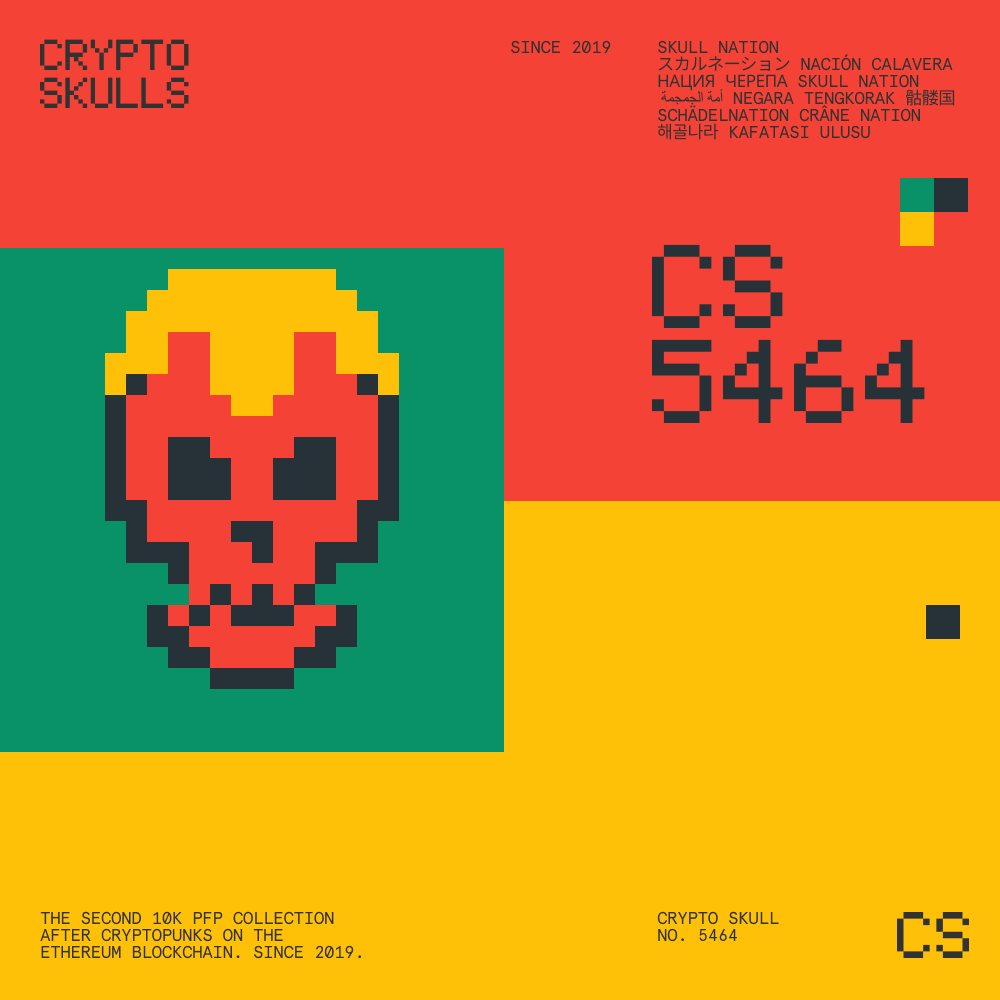 CRYPTO
SKULLS
SINCE 2019
SKULL NATION
スカルネーション NACIÓN CALAVERA
НАЦИЯ ЧЕРЕПА SKULL NATION
أمة الجمجمة NEGARA TENGKORAK 骷髅国
SCHÄDELNATION CRÂNE NATION
해골나라 KAFATASI ULUSU
CS
5464
THE SECOND 10K PFP COLLECTION
AFTER CRYPTOPUNKS ON THE
ETHEREUM BLOCKCHAIN. SINCE 2019.
CRYPTO SKULL
NO. 5464
CS